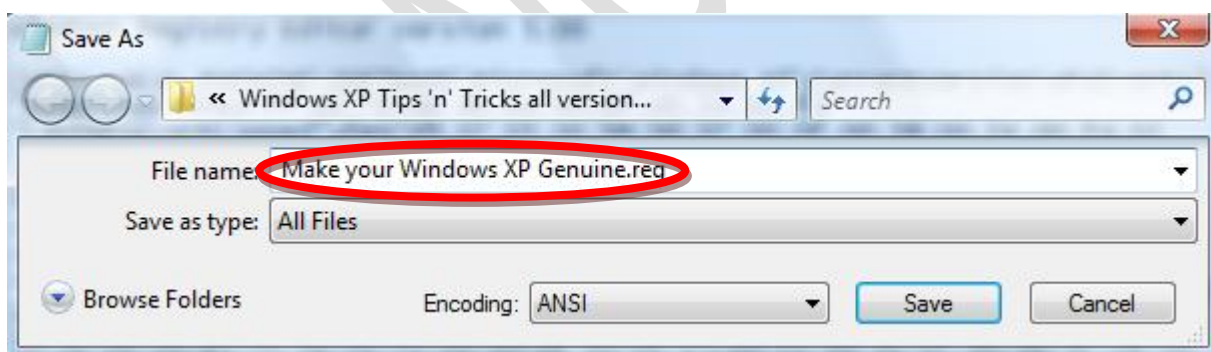 Save As
« Windows XP Tips 'n' Tricks all version... Search
File name: Make your Windows XP Genuine.reg
Save as type: All Files
Browse Folders Encoding: ANSI Save Cancel